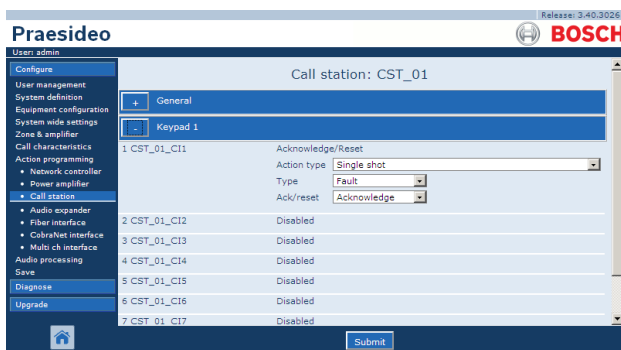 Release: 3.40.3026
Praesideo
BOSCH
User: admin
Configure
User management
System definition
Equipment configuration
System wide settings
Zone & amplifier
Call characteristics
Action programming
• Network controller
• Power amplifier
• Call station
• Audio expander
• Fiber interface
• CobraNet interface
• Multi ch interface
Audio processing
Save
Diagnose
Upgrade
Call station: CST_01
+ General
- Keypad 1
1 CST_01_CI1 Acknowledge/Reset
Action type Single shot
Type Fault
Ack/reset Acknowledge
2 CST_01_CI2 Disabled
3 CST_01_CI3 Disabled
4 CST_01_CI4 Disabled
5 CST_01_CI5 Disabled
6 CST_01_CI6 Disabled
7 CST_01_CI7 Disabled
Submit